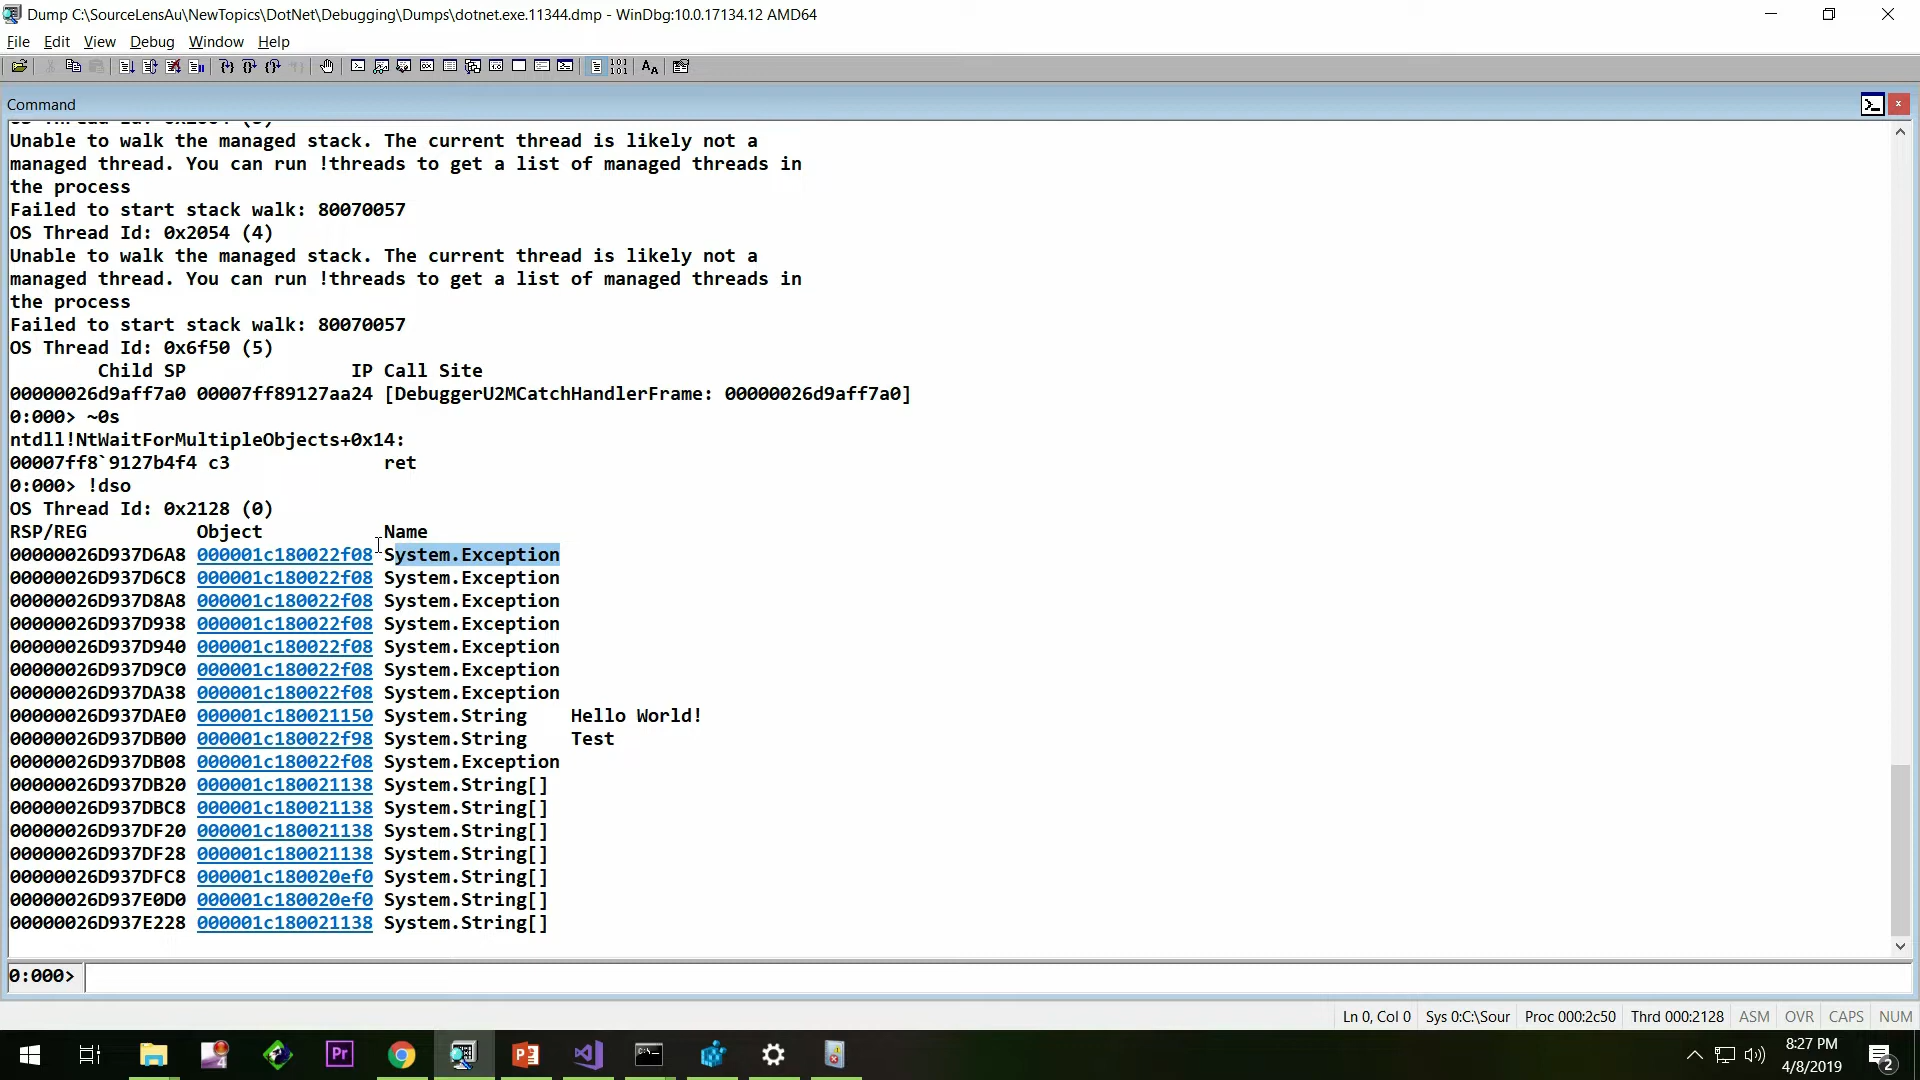 Dump C:\SourceLensAu\NewTopics\DotNet\Debugging\Dumps\dotnet.exe.11344.dmp - WinDbg:10.0.17134.12 AMD64
File Edit View Debug Window Help
Command
Unable to walk the managed stack. The current thread is likely not a
managed thread. You can run !threads to get a list of managed threads in
the process
Failed to start stack walk: 80070057
OS Thread Id: 0x2054 (4)
Unable to walk the managed stack. The current thread is likely not a
managed thread. You can run !threads to get a list of managed threads in
the process
Failed to start stack walk: 80070057
OS Thread Id: 0x6f50 (5)
Child SP IP Call Site
00000026d9aff7a0 00007ff89127aa24 [DebuggerU2MCatchHandlerFrame: 00000026d9aff7a0]
0:000> ~0s
ntdll!NtWaitForMultipleObjects+0x14:
00007ff8`9127b4f4 c3 ret
0:000> !dso
OS Thread Id: 0x2128 (0)
RSP/REG Object Name
00000026D937D6A8 000001c180022f08 System.Exception
00000026D937D6C8 000001c180022f08 System.Exception
00000026D937D8A8 000001c180022f08 System.Exception
00000026D937D938 000001c180022f08 System.Exception
00000026D937D940 000001c180022f08 System.Exception
00000026D937D9C0 000001c180022f08 System.Exception
00000026D937DA38 000001c180022f08 System.Exception
00000026D937DAE0 000001c180021150 System.String Hello World!
00000026D937DB00 000001c180022f98 System.String Test
00000026D937DB08 000001c180022f08 System.Exception
00000026D937DB20 000001c180021138 System.String[]
00000026D937DBC8 000001c180021138 System.String[]
00000026D937DF20 000001c180021138 System.String[]
00000026D937DF28 000001c180021138 System.String[]
00000026D937DFC8 000001c180020ef0 System.String[]
00000026D937E0D0 000001c180020ef0 System.String[]
00000026D937E228 000001c180021138 System.String[]
0:000>
Ln 0, Col 0 Sys 0:C:\Sour Proc 000:2c50 Thrd 000:2128 ASM OVR CAPS NUM
8:27 PM
4/8/2019